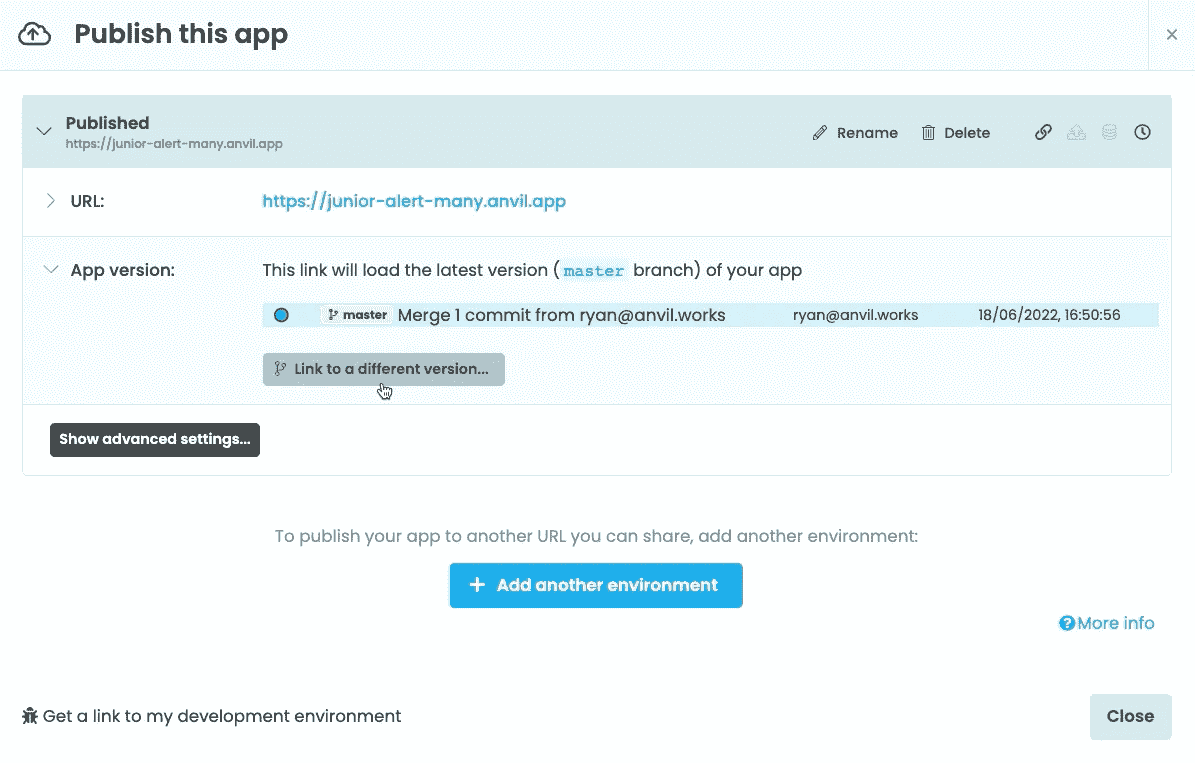 Publish this app
Published
Rename Delete
https://junior-alert-many.anvil.app
URL: https://junior-alert-many.anvil.app
App version: This link will load the latest version (master branch) of your app
master Merge 1 commit from ryan@anvil.works ryan@anvil.works 18/06/2022, 16:50:56
Link to a different version...
Show advanced settings...
To publish your app to another URL you can share, add another environment:
+ Add another environment
More info
Get a link to my development environment
Close